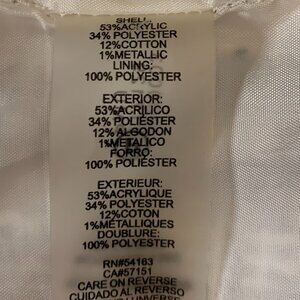 SHELL:
53%ACRYLIC
34% POLYESTER
12%COTTON
1%METALLIC
LINING:
100% POLYESTER
EXTERIOR:
53%ACRILICO
34% POLIÉSTER
12% ALGODON
1%METALICO
FORRO:
100% POLYESTER
EXTERIEUR:
53%ACRYLIQUE
34% POLYESTER
12%COTON
1%MÉTALLIQUES
DOUBLURE:
100% POLYESTER
RN#54163
CA#57151
CARE ON REVERSE
CUIDADO AL REVERSO